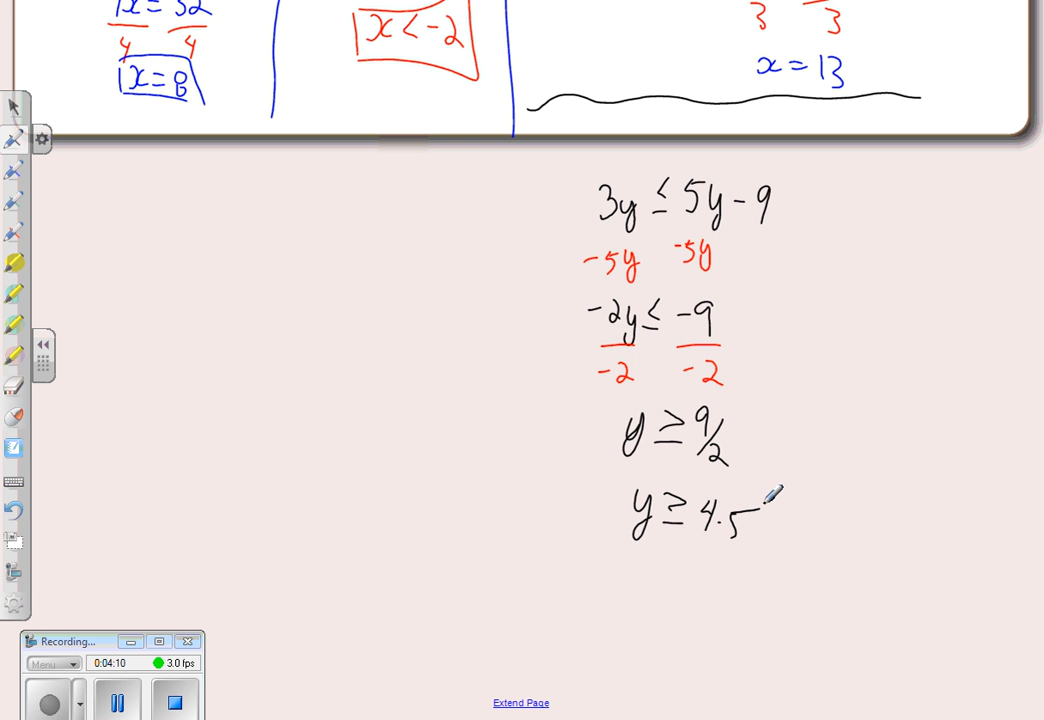 x = 32
4 4
x = 8
x < -2
3 3
x = 13
3y ≤ 5y - 9
-5y -5y
-2y ≤ -9
-2 -2
y ≥ 9/2
y ≥ 4.5
Recording...
Menu
0:04:10
3.0 fps
Extend Page